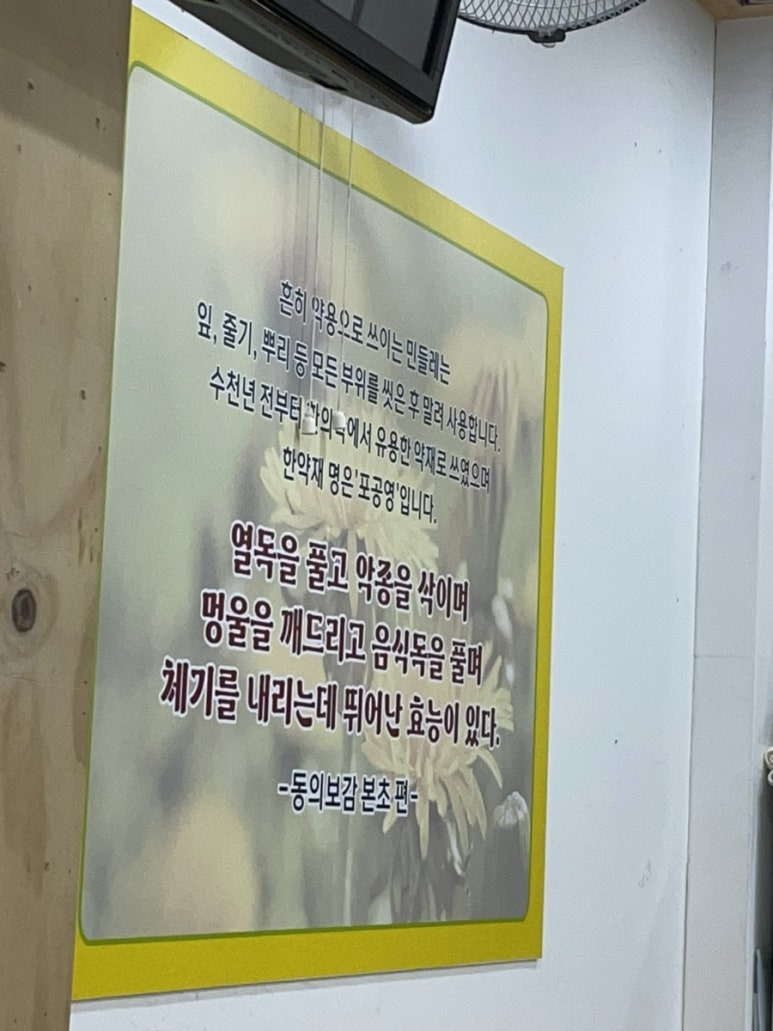 흔히 약용으로 쓰이는 민들레는
잎, 줄기, 뿌리 등 모든 부위를 씻은 후 말려 사용합니다.
수천년 전부터 유용한 약재로 쓰였으며
한약재 명은'포공영'입니다.
열독을 풀고 악종을 삭이며
멍울을 깨드리고 음식독을 풀며
체기를 내리는데 뛰어난 효능이 있다.
-동의보감 본초 편-